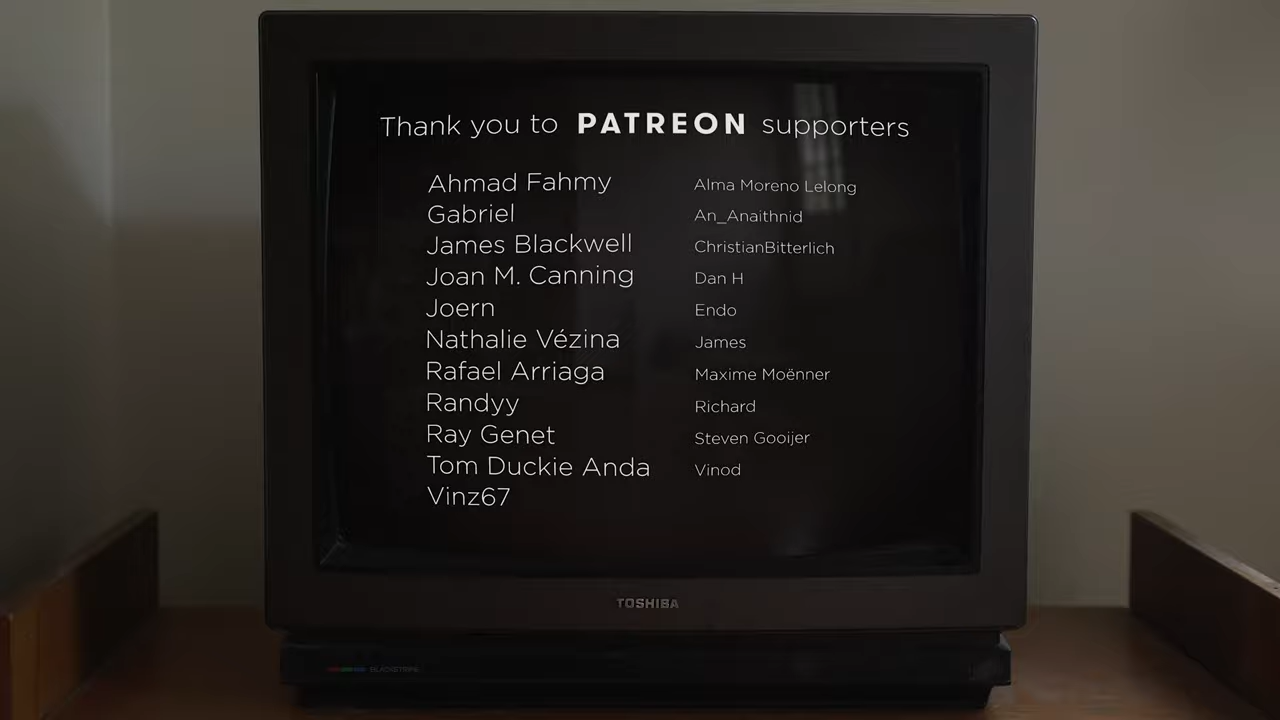 Thank you to PATREON supporters
Ahmad Fahmy
Gabriel
James Blackwell
Joan M. Canning
Joern
Nathalie Vézina
Rafael Arriaga
Randyy
Ray Genet
Tom Duckie Anda
Vinz67
Alma Moreno Lelong
An_Anaithnid
ChristianBitterlich
Dan H
Endo
James
Maxime Moënner
Richard
Steven Gooijer
Vinod
TOSHIBA
BLACKSTRIPE